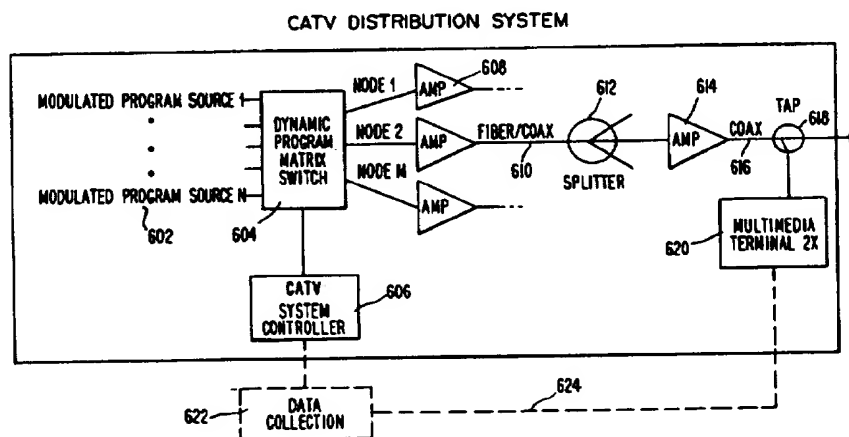 CATV DISTRIBUTION SYSTEM
MODULATED PROGRAM SOURCE 1
MODULATED PROGRAM SOURCE N
602
DYNAMIC
PROGRAM
MATRIX
SWITCH
604
NODE 1
NODE 2
NODE M
AMP
608
AMP
AMP
FIBER/COAX
610
612
SPLITTER
614
AMP
COAX
616
TAP
618
MULTIMEDIA
TERMINAL 2X
620
CATV
SYSTEM
CONTROLLER
606
DATA
COLLECTION
622
624